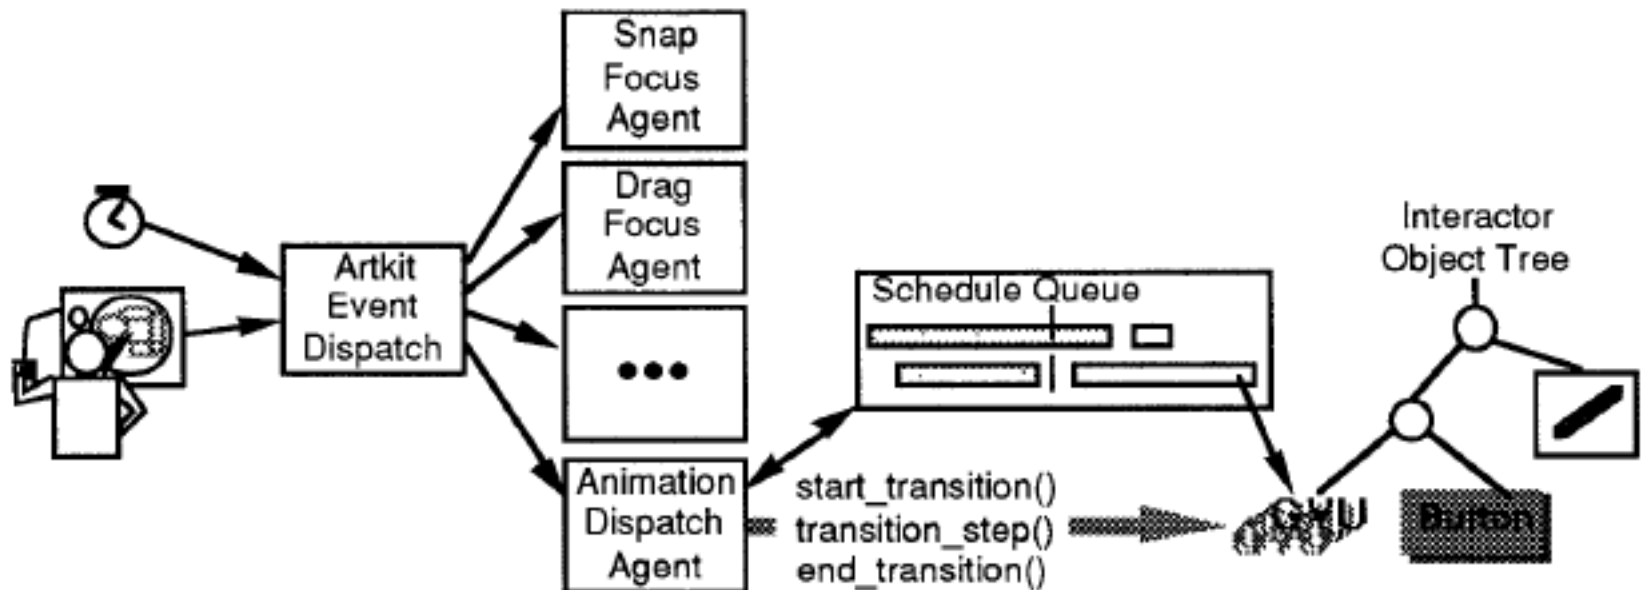 Snap
Focus
Agent
Drag
Focus
Agent
Artkit
Event
Dispatch
Animation
Dispatch
Agent
Schedule Queue
start_transition()
transition_step()
end_transition()
Interactor
Object Tree
GVU
Button